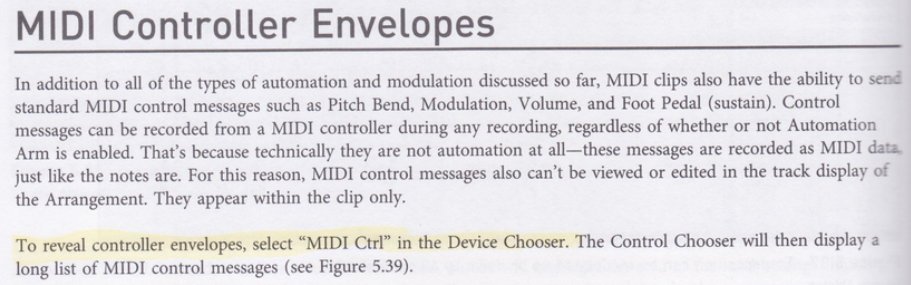 MIDI Controller Envelopes
In addition to all of the types of automation and modulation discussed so far, MIDI clips also have the ability to send
standard MIDI control messages such as Pitch Bend, Modulation, Volume, and Foot Pedal (sustain). Control
messages can be recorded from a MIDI controller during any recording, regardless of whether or not Automation
Arm is enabled. That's because technically they are not automation at all—these messages are recorded as MIDI data,
just like the notes are. For this reason, MIDI control messages also can't be viewed or edited in the track display of
the Arrangement. They appear within the clip only.
To reveal controller envelopes, select “MIDI Ctrl” in the Device Chooser. The Control Chooser will then display a
long list of MIDI control messages (see Figure 5.39).